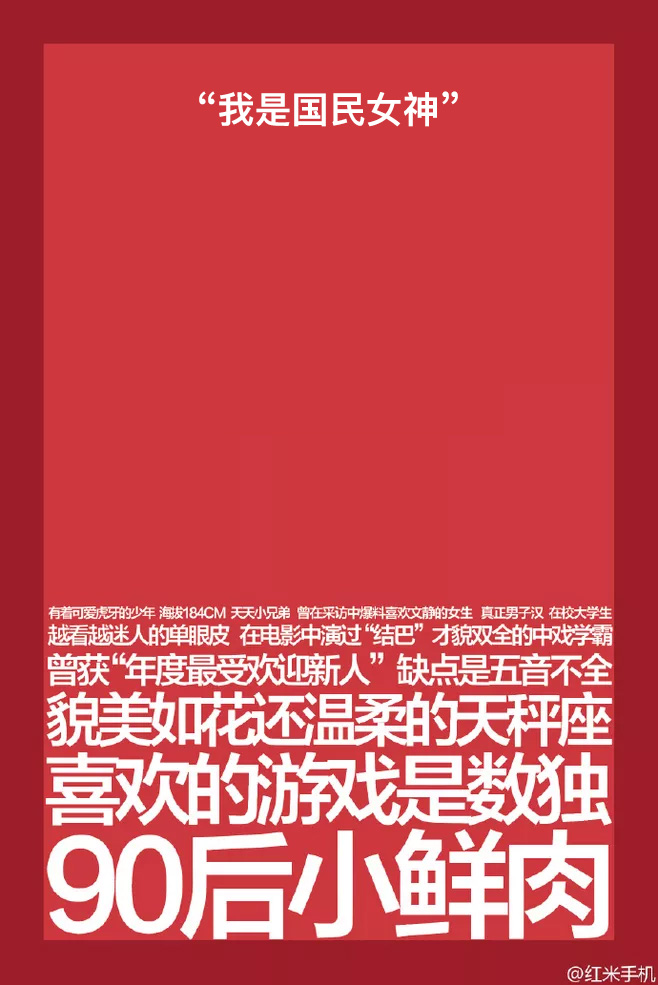 “我是国民女神”
有着可爱虎牙的少年 海拔184CM 天天小兄弟 曾在采访中爆料喜欢文静的女生 真正男子汉 在校大学生
越看越迷人的单眼皮 在电影中演过“结巴” 才貌双全的中戏学霸
曾获“年度最受欢迎新人” 缺点是五音不全
貌美如花还温柔的天秤座
喜欢的游戏是数独
90后小鲜肉
@红米手机